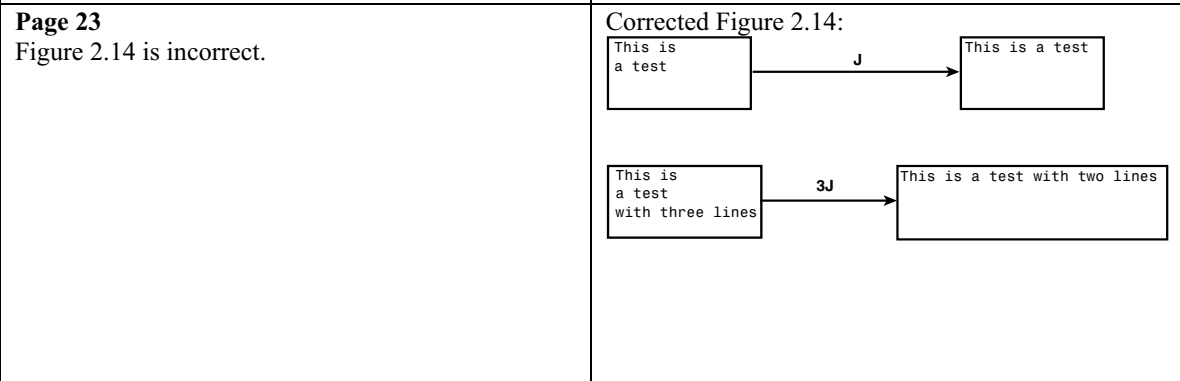 Page 23
Figure 2.14 is incorrect.
Corrected Figure 2.14:
This is
a test
J
This is a test
This is
a test
with three lines
3J
This is a test with two lines